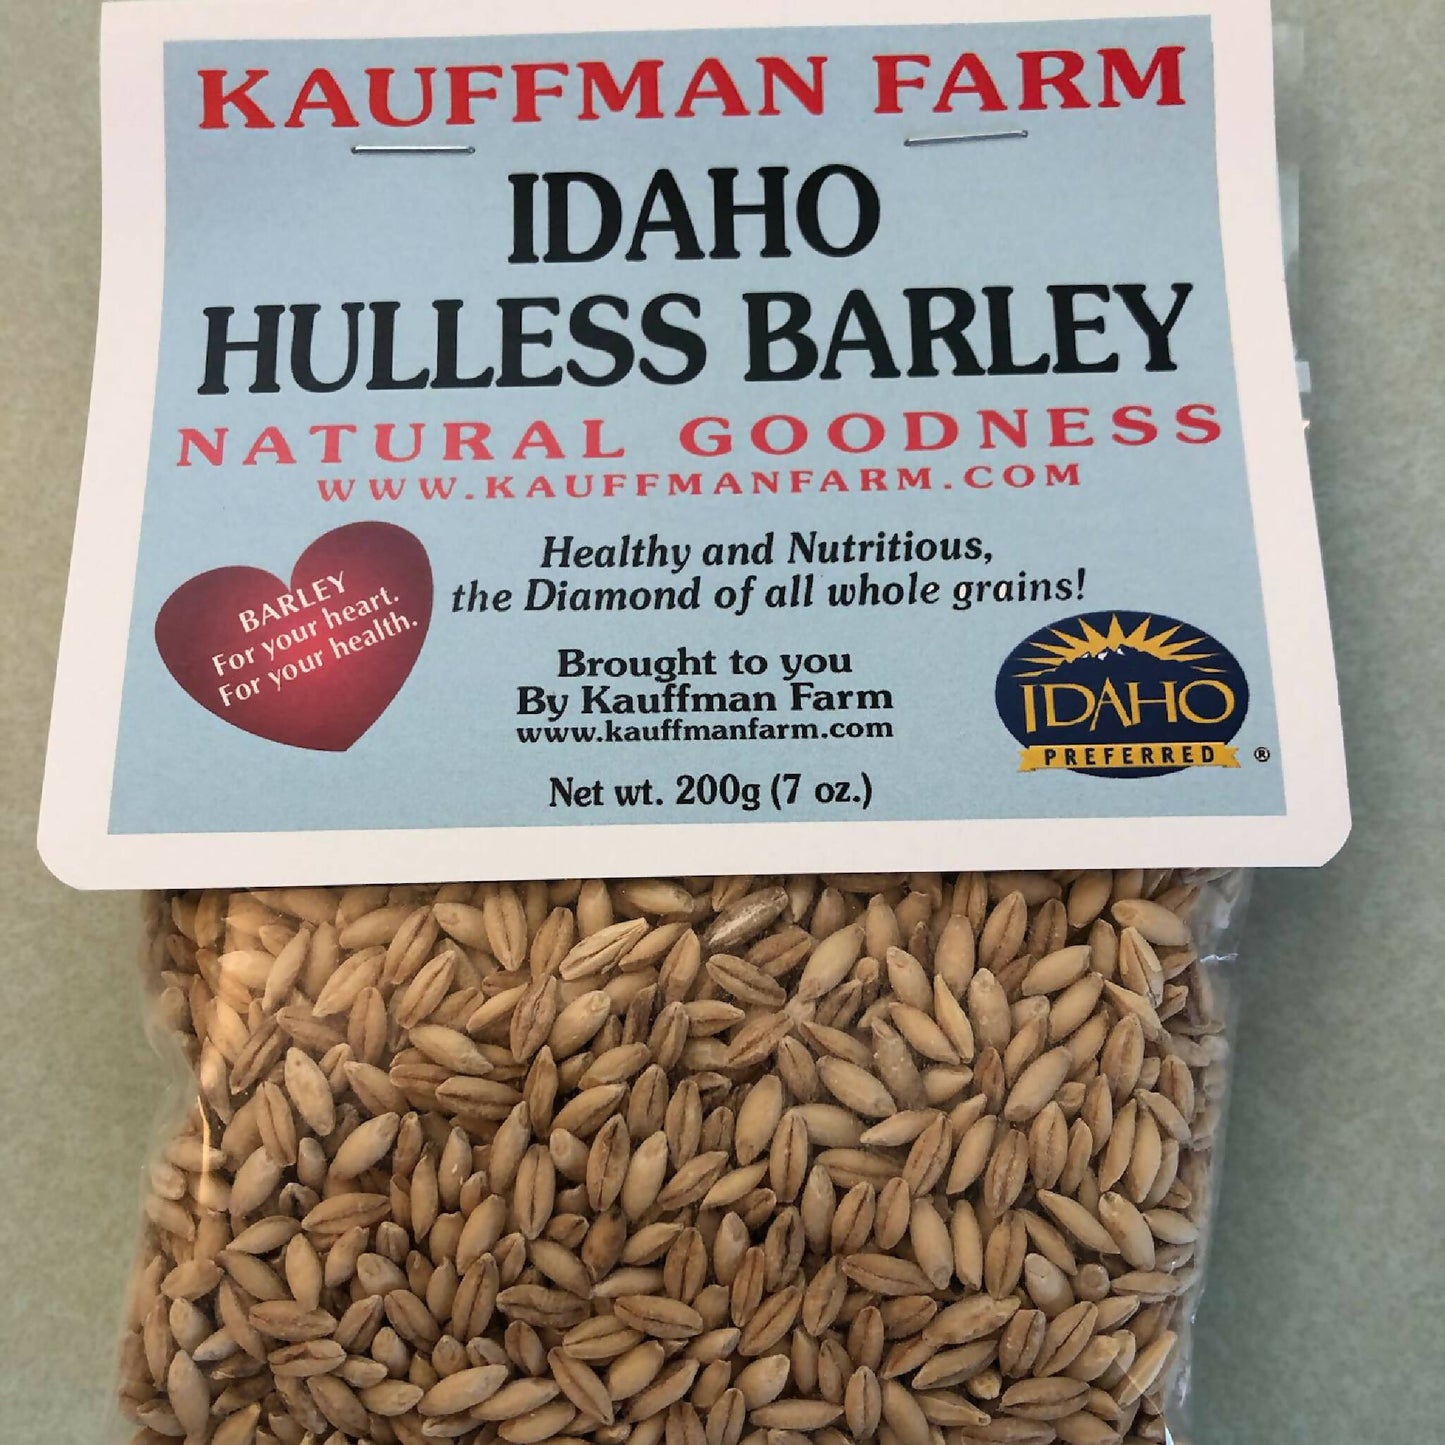 KAUFFMAN FARM
IDAHO
HULLESS BARLEY
NATURAL GOODNESS
WWW.KAUFFMANFARM.COM
Healthy and Nutritious,
the Diamond of all whole grains!
BARLEY
For your heart.
For your health.
Brought to you
By Kauffman Farm
www.kauffmanfarm.com
IDAHO
PREFERRED ®
Net wt. 200g (7 oz.)